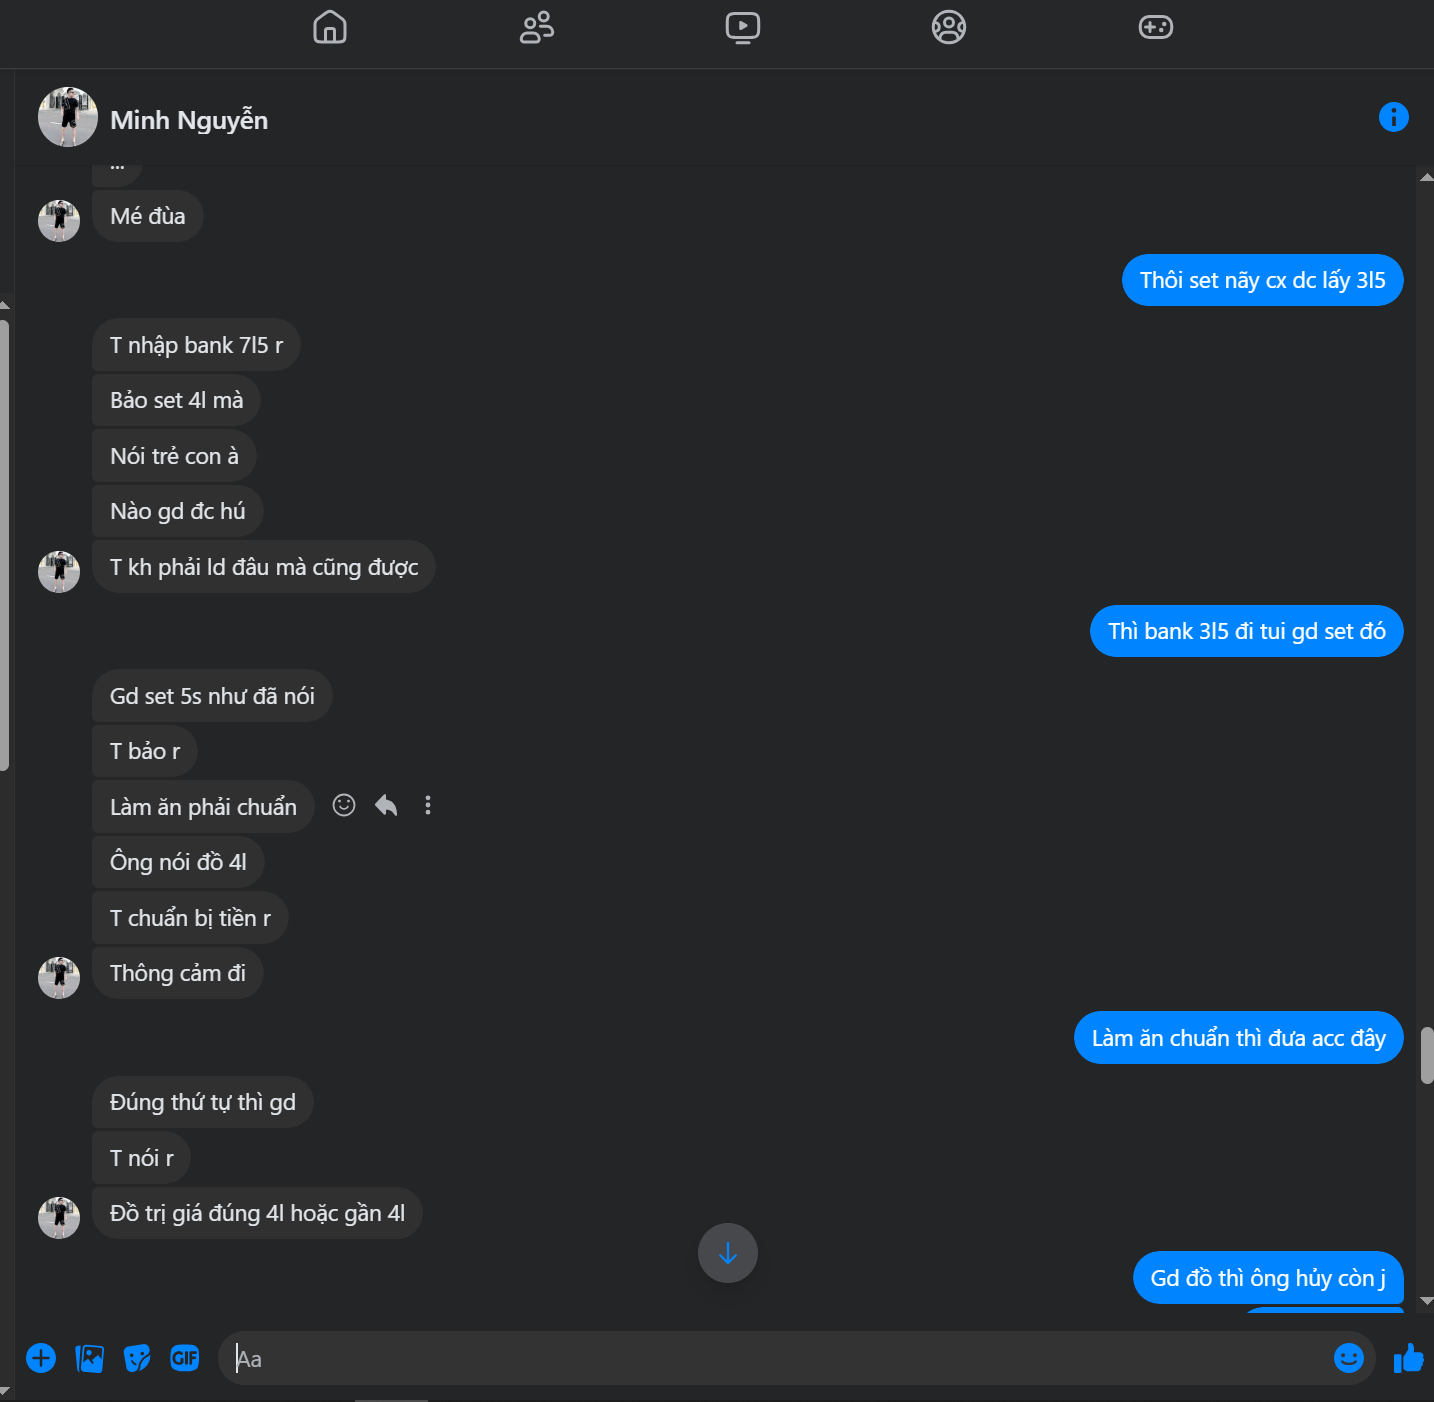 Minh Nguyễn
...
Mé đùa
Thôi set nãy cx dc lấy 3l5
T nhập bank 7l5 r
Bảo set 4l mà
Nói trẻ con à
Nào gd đc hú
T kh phải ld đâu mà cũng được
Thì bank 3l5 đi tui gd set đó
Gd set 5s như đã nói
T bảo r
Làm ăn phải chuẩn
Ông nói đồ 4l
T chuẩn bị tiền r
Thông cảm đi
Làm ăn chuẩn thì đưa acc đây
Đúng thứ tự thì gd
T nói r
Đồ trị giá đúng 4l hoặc gần 4l
Gd đồ thì ông hủy còn j
GIF
Aa